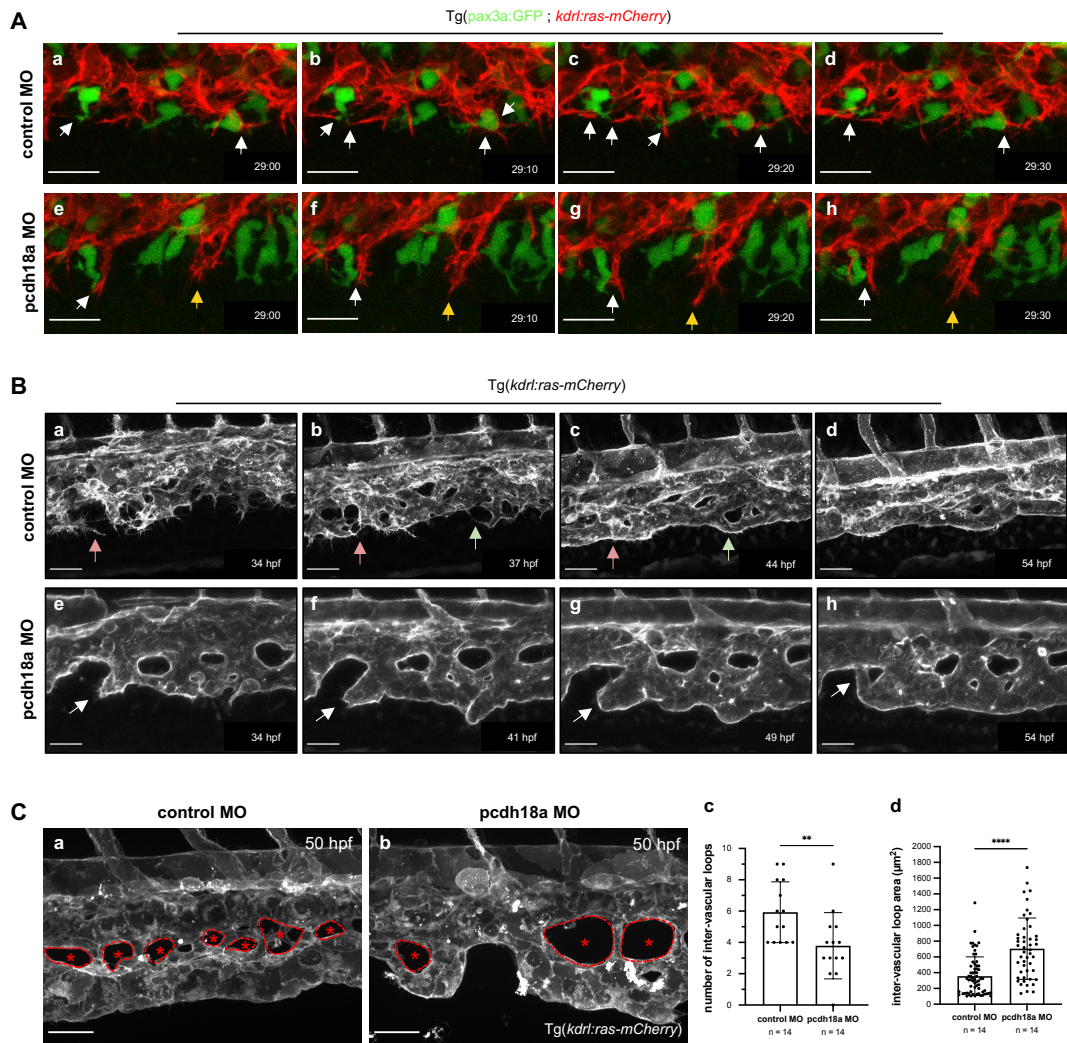 Tg(pax3a:GFP ; kdrl:ras-mCherry)
A
control MO
a
29:00
b
29:10
c
29:20
d
29:30
pcdh18a MO
e
29:00
f
29:10
g
29:20
h
29:30
B
Tg(kdrl:ras-mCherry)
control MO
a
34 hpf
b
37 hpf
c
44 hpf
d
54 hpf
pcdh18a MO
e
34 hpf
f
41 hpf
g
49 hpf
h
54 hpf
C
control MO
pcdh18a MO
a
50 hpf
b
50 hpf
Tg(kdrl:ras-mCherry)
* * * * * * *
* * *
c
**
number of inter-vascular loops
10
9
8
7
6
5
4
3
2
1
0
control MO
pcdh18a MO
n = 14
n = 14
d
****
inter-vascular loop area (µm²)
2000
1800
1600
1400
1200
1000
800
600
400
200
0
control MO
pcdh18a MO
n = 14
n = 14